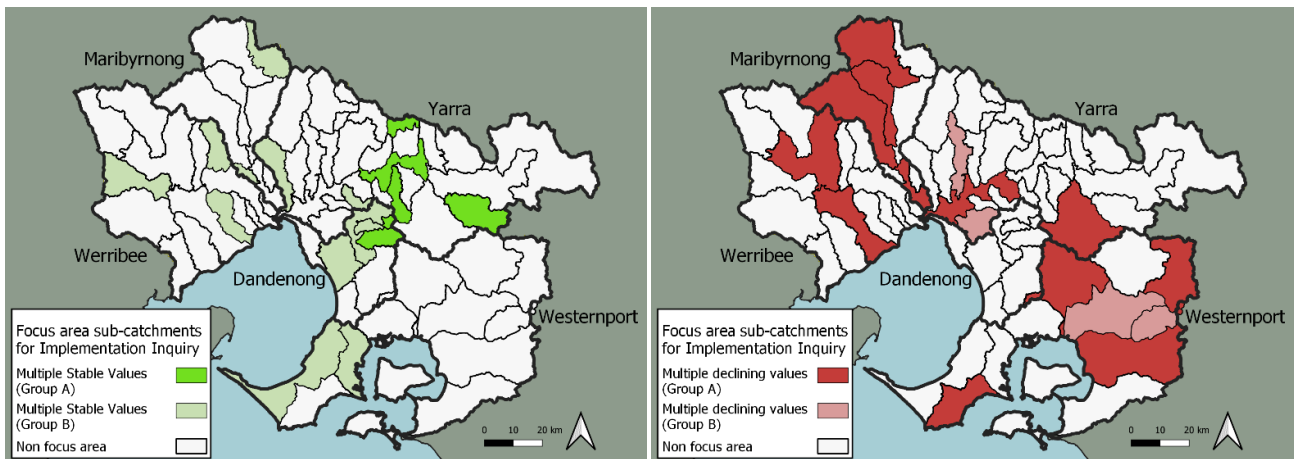 Maribyrnong
Yarra
Werribee
Dandenong
Westernport
Focus area sub-catchments
for Implementation Inquiry
Multiple Stable Values
(Group A)
Multiple Stable Values
(Group B)
Non focus area
0 10 20 km
Maribyrnong
Yarra
Werribee
Dandenong
Westernport
Focus area sub-catchments
for Implementation Inquiry
Multiple declining values
(Group A)
Multiple declining values
(Group B)
Non focus area
0 10 20 km